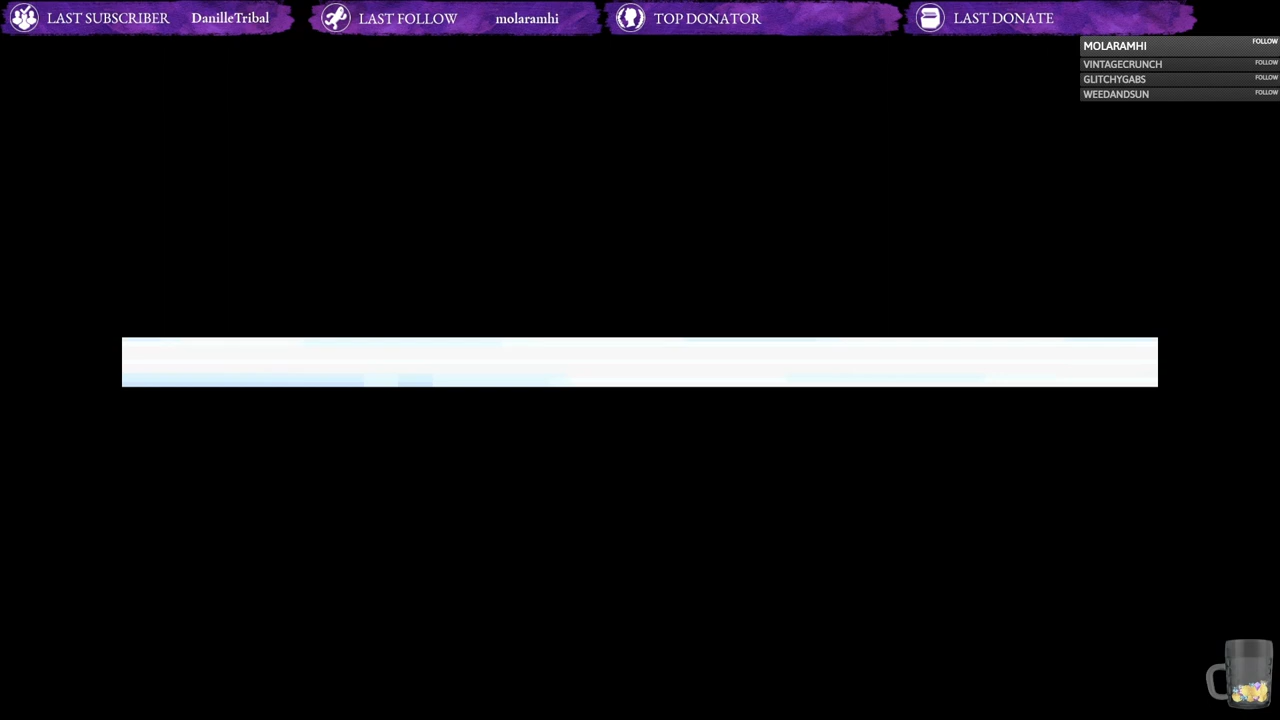 LAST SUBSCRIBER DanilleTribal
LAST FOLLOW molaramhi
TOP DONATOR
LAST DONATE
MOLARAMHI FOLLOW
VINTAGECRUNCH FOLLOW
GLITCHYGABS FOLLOW
WEEDANDSUN FOLLOW